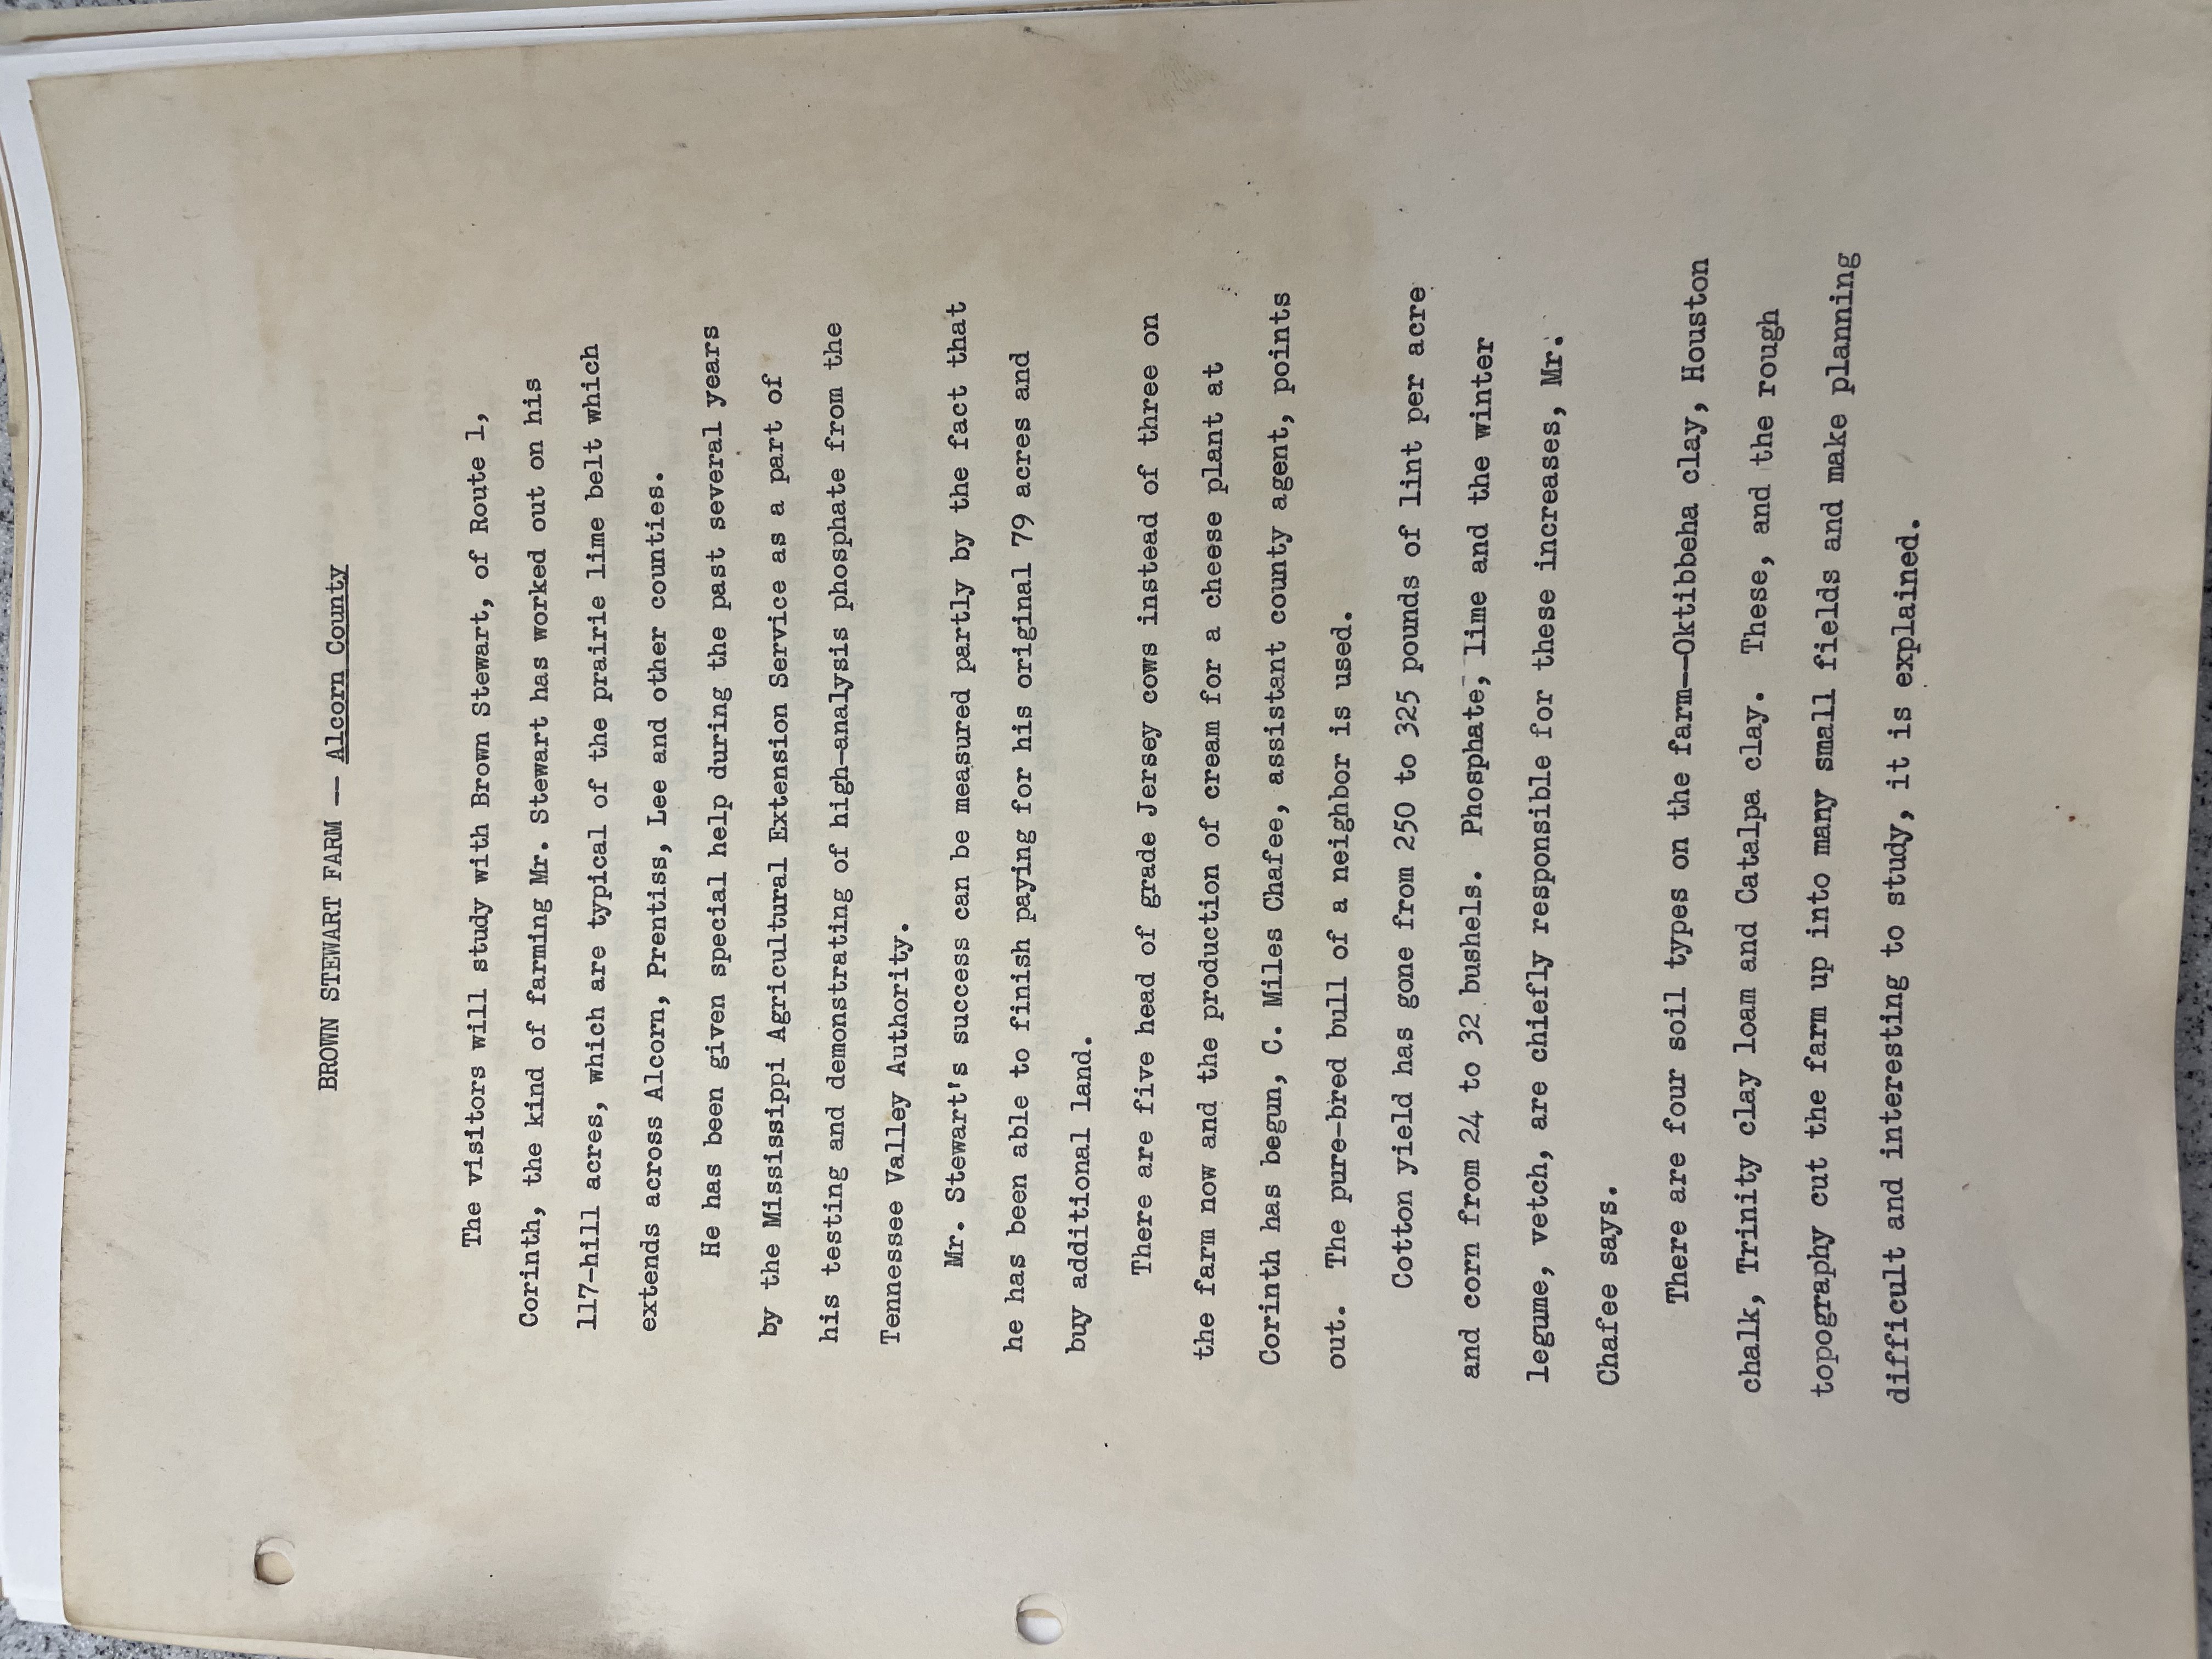 BROWN STEWART FARM -- Alcorn County
The visitors will study with Brown Stewart, of Route 1,
Corinth, the kind of farming Mr. Stewart has worked out on his
117-hill acres, which are typical of the prairie lime belt which
extends across Alcorn, Prentiss, Lee and other counties.
He has been given special help during the past several years
by the Mississippi Agricultural Extension Service as a part of
his testing and demonstrating of high-analysis phosphate from the
Tennessee Valley Authority.
Mr. Stewart's success can be measured partly by the fact that
he has been able to finish paying for his original 79 acres and
buy additional land.
There are five head of grade Jersey cows instead of three on
the farm now and the production of cream for a cheese plant at
Corinth has begun, C. Miles Chafee, assistant county agent, points
out. The pure-bred bull of a neighbor is used.
Cotton yield has gone from 250 to 325 pounds of lint per acre
and corn from 24 to 32 bushels. Phosphate, lime and the winter
legume, vetch, are chiefly responsible for these increases, Mr.
Chafee says.
There are four soil types on the farm--Oktibbeha clay, Houston
chalk, Trinity clay loam and Catalpa clay. These, and the rough
topography cut the farm up into many small fields and make planning
difficult and interesting to study, it is explained.